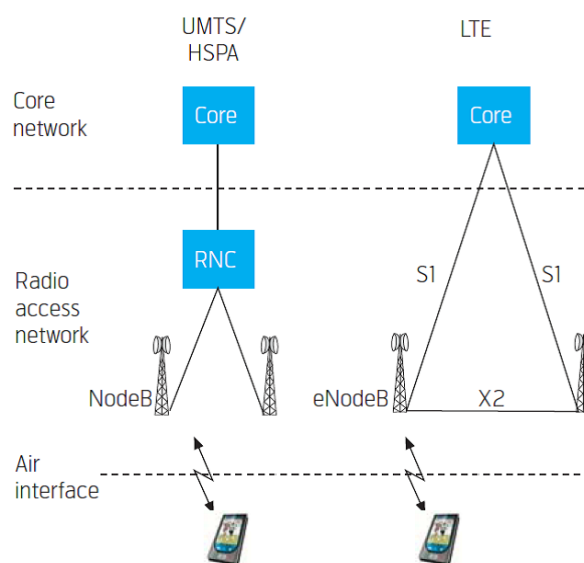 UMTS/
HSPA
LTE
Core
network
Core
Core
RNC
Radio
access
network
S1
S1
NodeB
eNodeB
X2
Air
interface